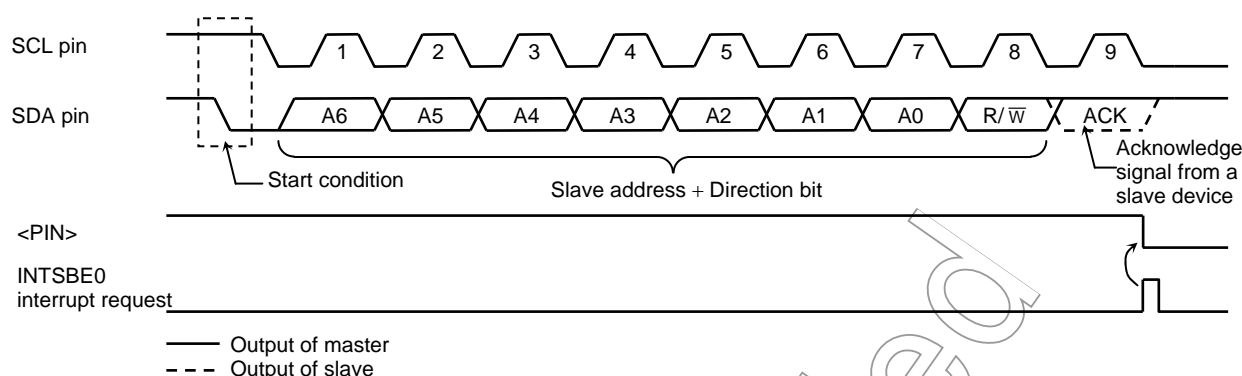 SCL pin
1 2 3 4 5 6 7 8 9
SDA pin
A6 A5 A4 A3 A2 A1 A0 R/W̅ ACK
Start condition
Slave address + Direction bit
Acknowledge
signal from a
slave device
<PIN>
INTSBE0
interrupt request
Output of master
Output of slave